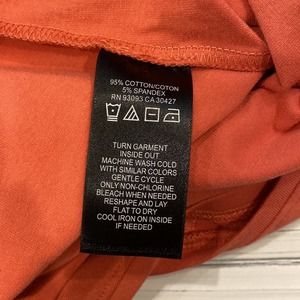 95% COTTON/COTON
5% SPANDEX
RN 93093 CA 30427
TURN GARMENT
INSIDE OUT
MACHINE WASH COLD
WITH SIMILAR COLORS
GENTLE CYCLE
ONLY NON-CHLORINE
BLEACH WHEN NEEDED
RESHAPE AND LAY
FLAT TO DRY
COOL IRON ON INSIDE
IF NEEDED